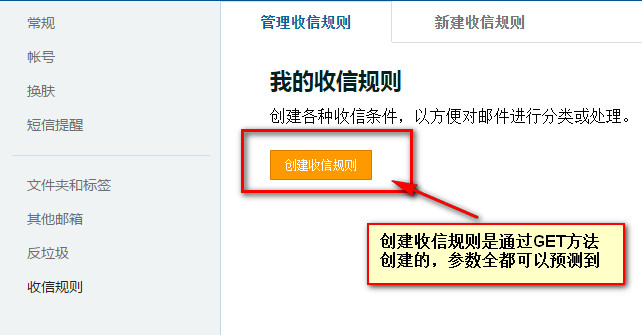 常规
帐号
换肤
短信提醒
文件夹和标签
其他邮箱
反垃圾
收信规则
管理收信规则
新建收信规则
我的收信规则
创建各种收信条件，以方便对邮件进行分类或处理。
创建收信规则
创建收信规则是通过GET方法
创建的，参数全都可以预测到